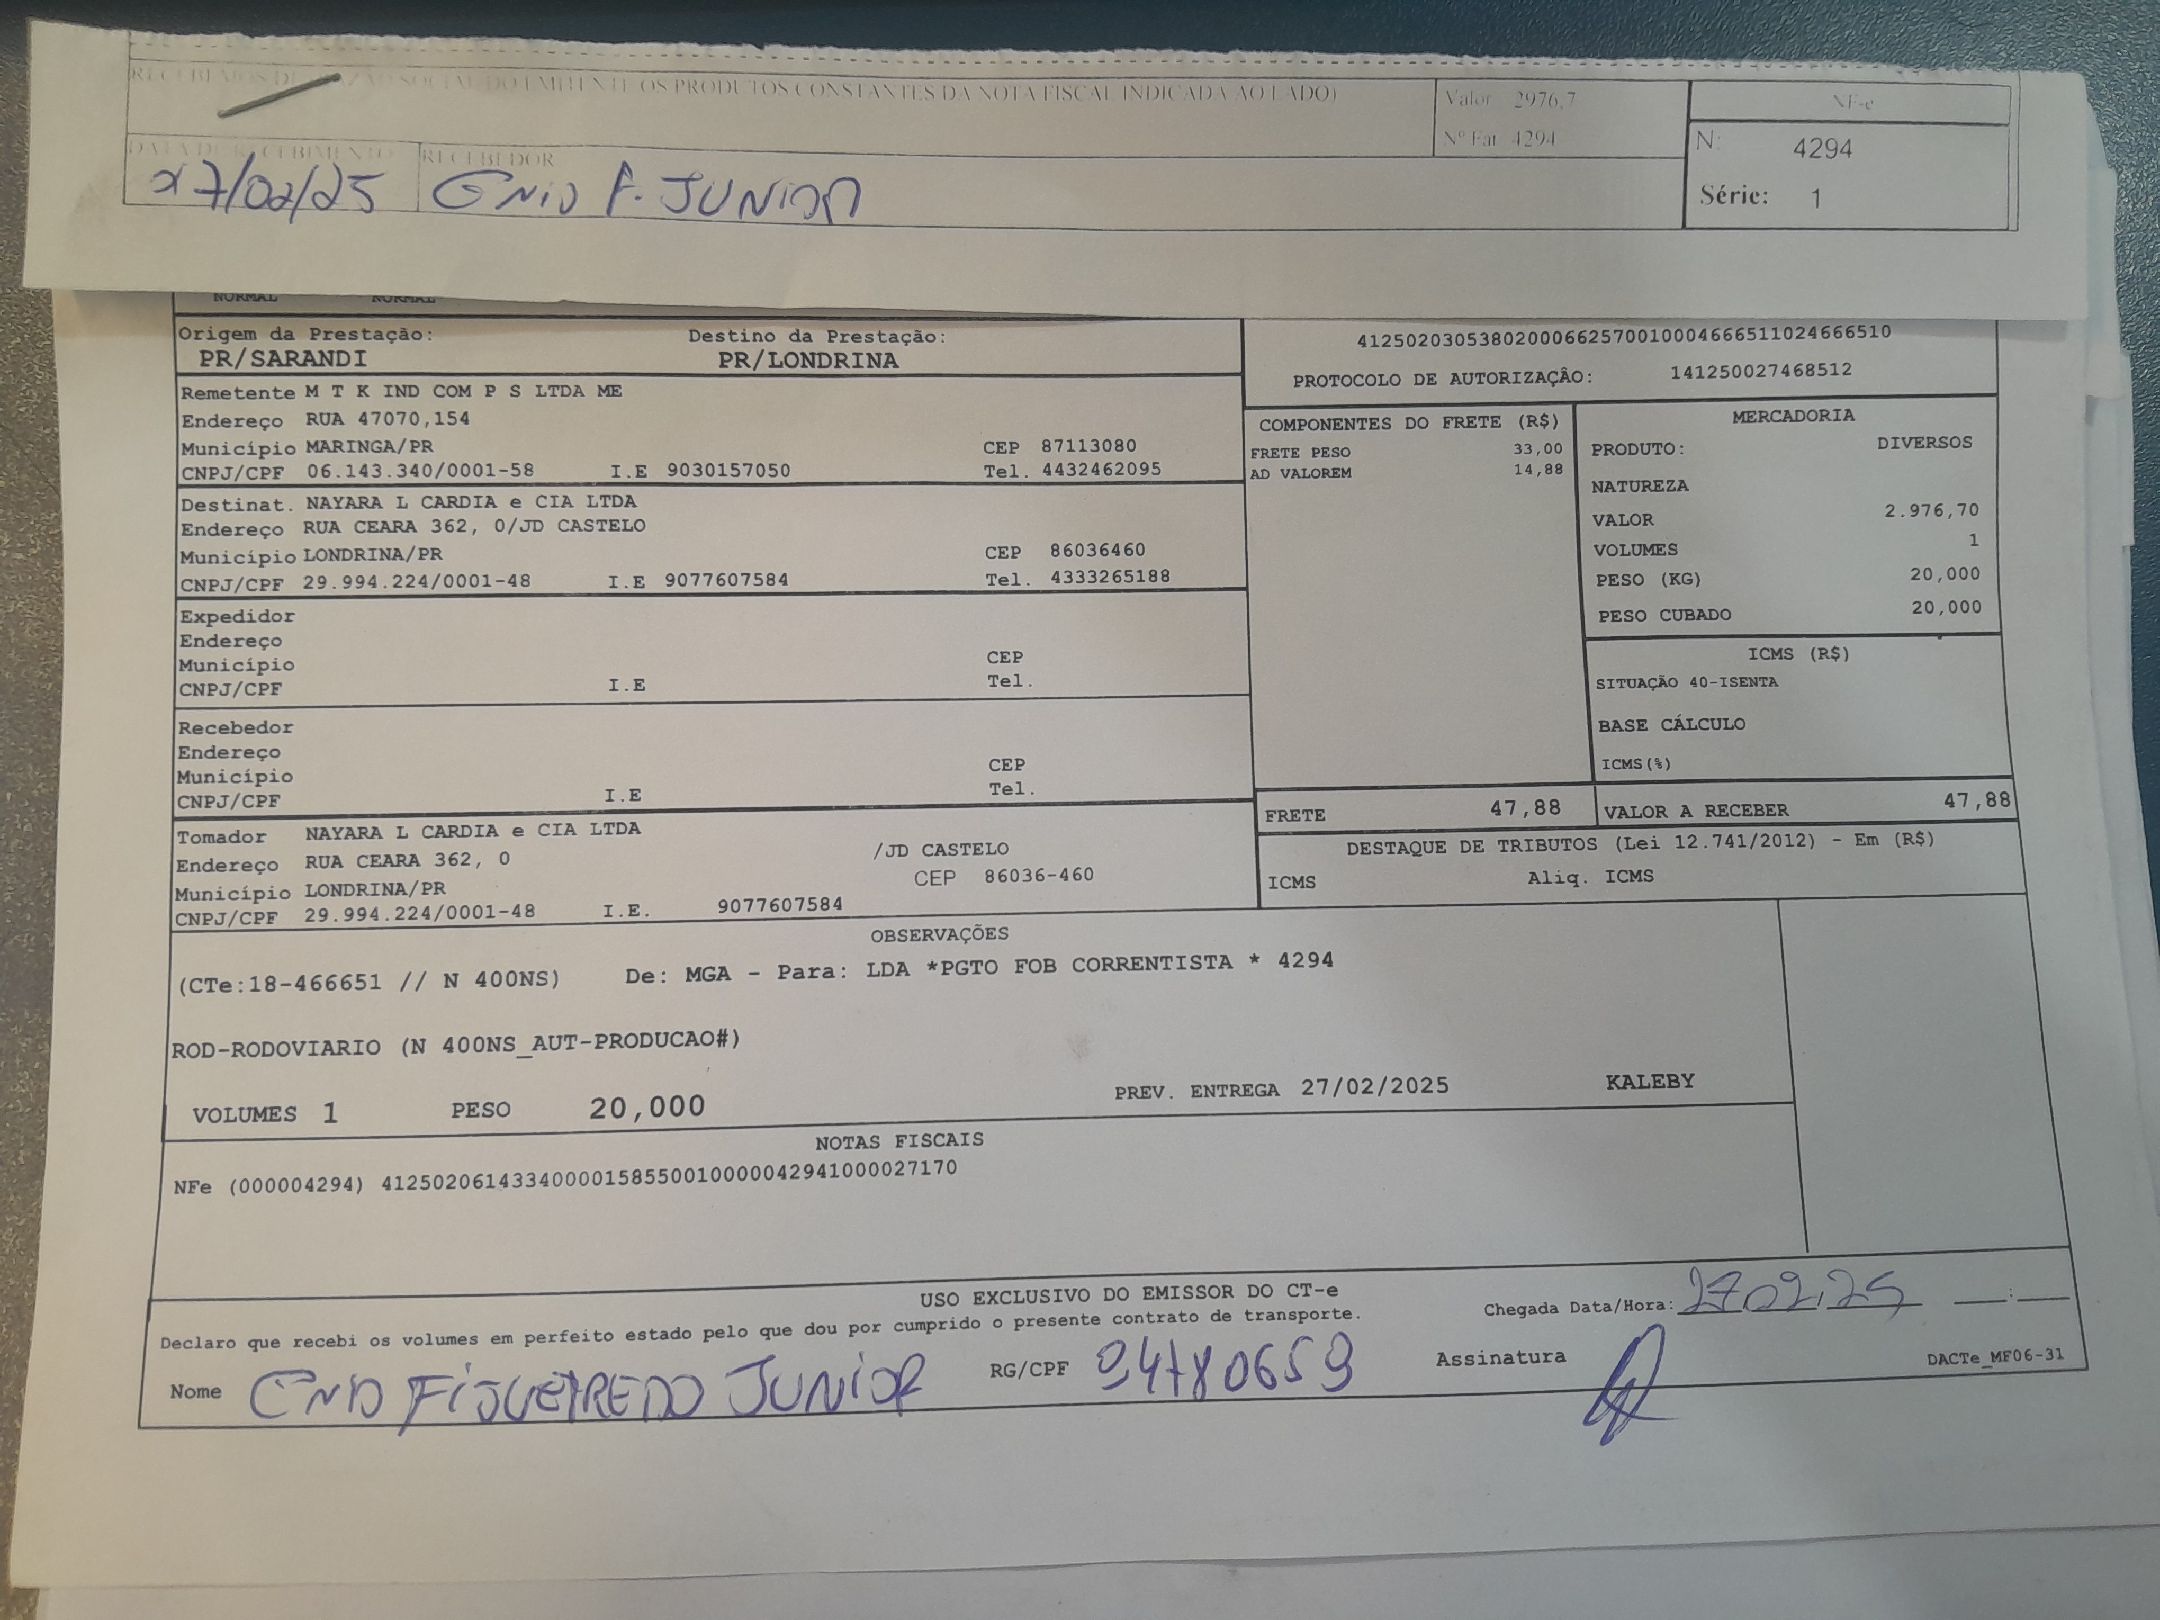 RECEBEMOS DE RAZÃO SOCIAL DO EMITENTE OS PRODUTOS CONSTANTES DA NOTA FISCAL INDICADA AO LADO)
Valor 2976,7
NF-e
Nº Fat 4294
N: 4294
Série: 1
DATA DE RECEBIMENTO RECEBEDOR
27/02/25 ENIO F. JUNIOR
NORMAL NORMAL
Origem da Prestação: Destino da Prestação:
PR/SARANDI PR/LONDRINA
41250203053802000662570010004666511024666510
PROTOCOLO DE AUTORIZAÇÃO: 141250027468512
Remetente M T K IND COM P S LTDA ME
Endereço RUA 47070,154
Município MARINGA/PR CEP 87113080
CNPJ/CPF 06.143.340/0001-58 I.E 9030157050 Tel. 4432462095
Destinat. NAYARA L CARDIA e CIA LTDA
Endereço RUA CEARA 362, 0/JD CASTELO
Município LONDRINA/PR CEP 86036460
CNPJ/CPF 29.994.224/0001-48 I.E 9077607584 Tel. 4333265188
Expedidor
Endereço
Município CEP
CNPJ/CPF I.E Tel.
Recebedor
Endereço
Município CEP
CNPJ/CPF I.E Tel.
Tomador NAYARA L CARDIA e CIA LTDA
Endereço RUA CEARA 362, 0 /JD CASTELO
Município LONDRINA/PR CEP 86036-460
CNPJ/CPF 29.994.224/0001-48 I.E. 9077607584
COMPONENTES DO FRETE (R$)
FRETE PESO 33,00
AD VALOREM 14,88
MERCADORIA
PRODUTO: DIVERSOS
NATUREZA
VALOR 2.976,70
VOLUMES 1
PESO (KG) 20,000
PESO CUBADO 20,000
ICMS (R$)
SITUAÇÃO 40-ISENTA
BASE CÁLCULO
ICMS(%)
FRETE 47,88 VALOR A RECEBER 47,88
DESTAQUE DE TRIBUTOS (Lei 12.741/2012) - Em (R$)
ICMS Aliq. ICMS
OBSERVAÇÕES
(CTe:18-466651 // N 400NS) De: MGA - Para: LDA *PGTO FOB CORRENTISTA * 4294
ROD-RODOVIARIO (N 400NS_AUT-PRODUCAO#)
VOLUMES 1 PESO 20,000 PREV. ENTREGA 27/02/2025 KALEBY
NOTAS FISCAIS
NFe (000004294) 41250206143340000158550010000042941000027170
USO EXCLUSIVO DO EMISSOR DO CT-e
Declaro que recebi os volumes em perfeito estado pelo que dou por cumprido o presente contrato de transporte.
Chegada Data/Hora: 27 02.25 ___:___
Nome ENIO FIGUEIREDO JUNIOR RG/CPF 94780659 Assinatura
DACTe_MF06-31